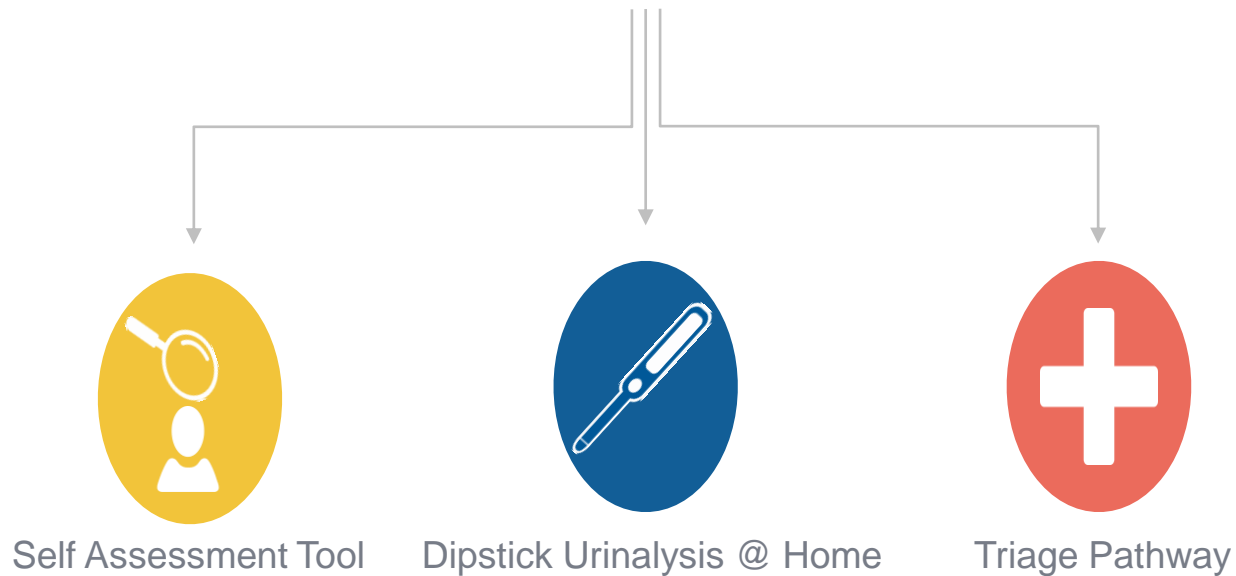 Self Assessment Tool
Dipstick Urinalysis @ Home
Triage Pathway